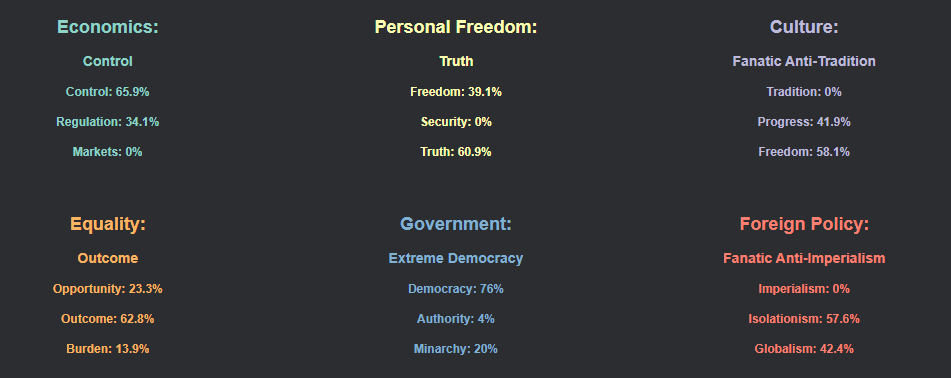 Economics:
Control
Control: 65.9%
Regulation: 34.1%
Markets: 0%
Personal Freedom:
Truth
Freedom: 39.1%
Security: 0%
Truth: 60.9%
Culture:
Fanatic Anti-Tradition
Tradition: 0%
Progress: 41.9%
Freedom: 58.1%
Equality:
Outcome
Opportunity: 23.3%
Outcome: 62.8%
Burden: 13.9%
Government:
Extreme Democracy
Democracy: 76%
Authority: 4%
Minarchy: 20%
Foreign Policy:
Fanatic Anti-Imperialism
Imperialism: 0%
Isolationism: 57.6%
Globalism: 42.4%